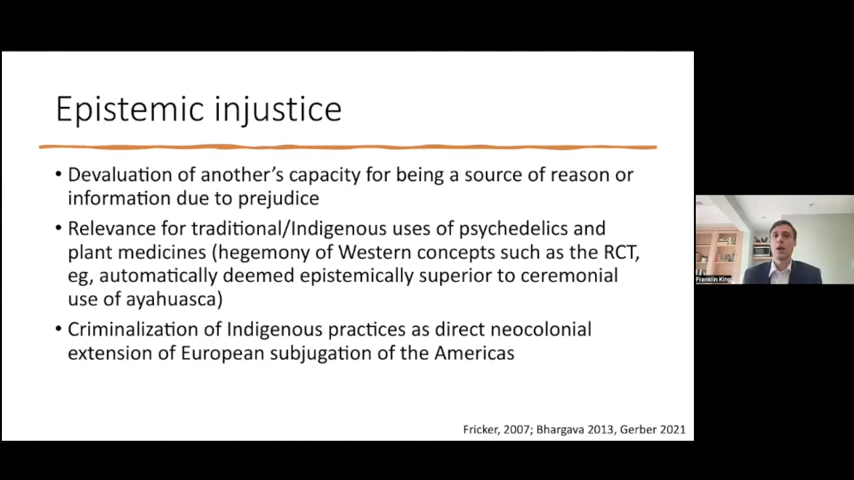 Epistemic injustice
• Devaluation of another's capacity for being a source of reason or
information due to prejudice
• Relevance for traditional/Indigenous uses of psychedelics and
plant medicines (hegemony of Western concepts such as the RCT,
eg, automatically deemed epistemically superior to ceremonial
use of ayahuasca)
• Criminalization of Indigenous practices as direct neocolonial
extension of European subjugation of the Americas
Fricker, 2007; Bhargava 2013, Gerber 2021
Franklin King